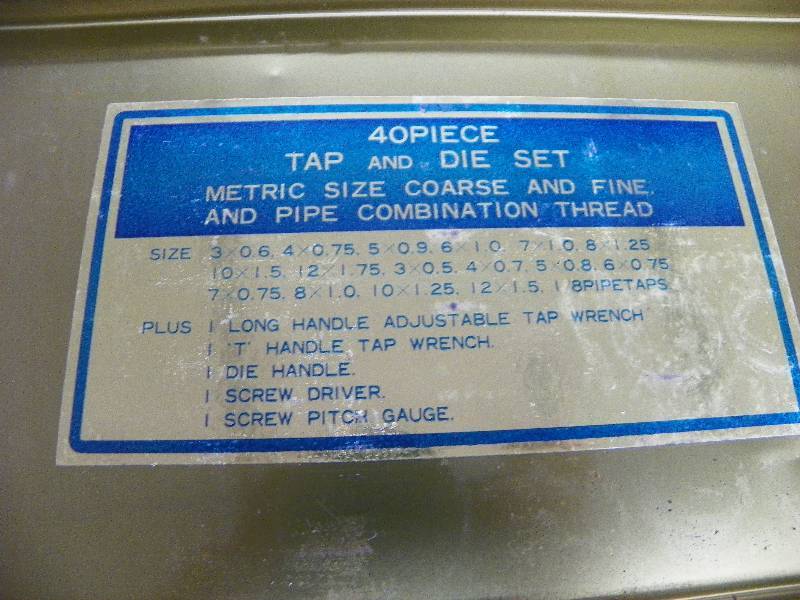 40PIECE
TAP AND DIE SET
METRIC SIZE COARSE AND FINE.
AND PIPE COMBINATION THREAD
SIZE 3×0.6, 4×0.75, 5×0.9, 6×1.0, 7×1.0, 8×1.25
10×1.5, 12×1.75, 3×0.5, 4×0.7, 5×0.8, 6×0.75
7×0.75, 8×1.0, 10×1.25, 12×1.5, 1/8PIPETAPS.
PLUS 1 LONG HANDLE ADJUSTABLE TAP WRENCH
1 "T" HANDLE TAP WRENCH.
1 DIE HANDLE.
1 SCREW DRIVER.
1 SCREW PITCH GAUGE.